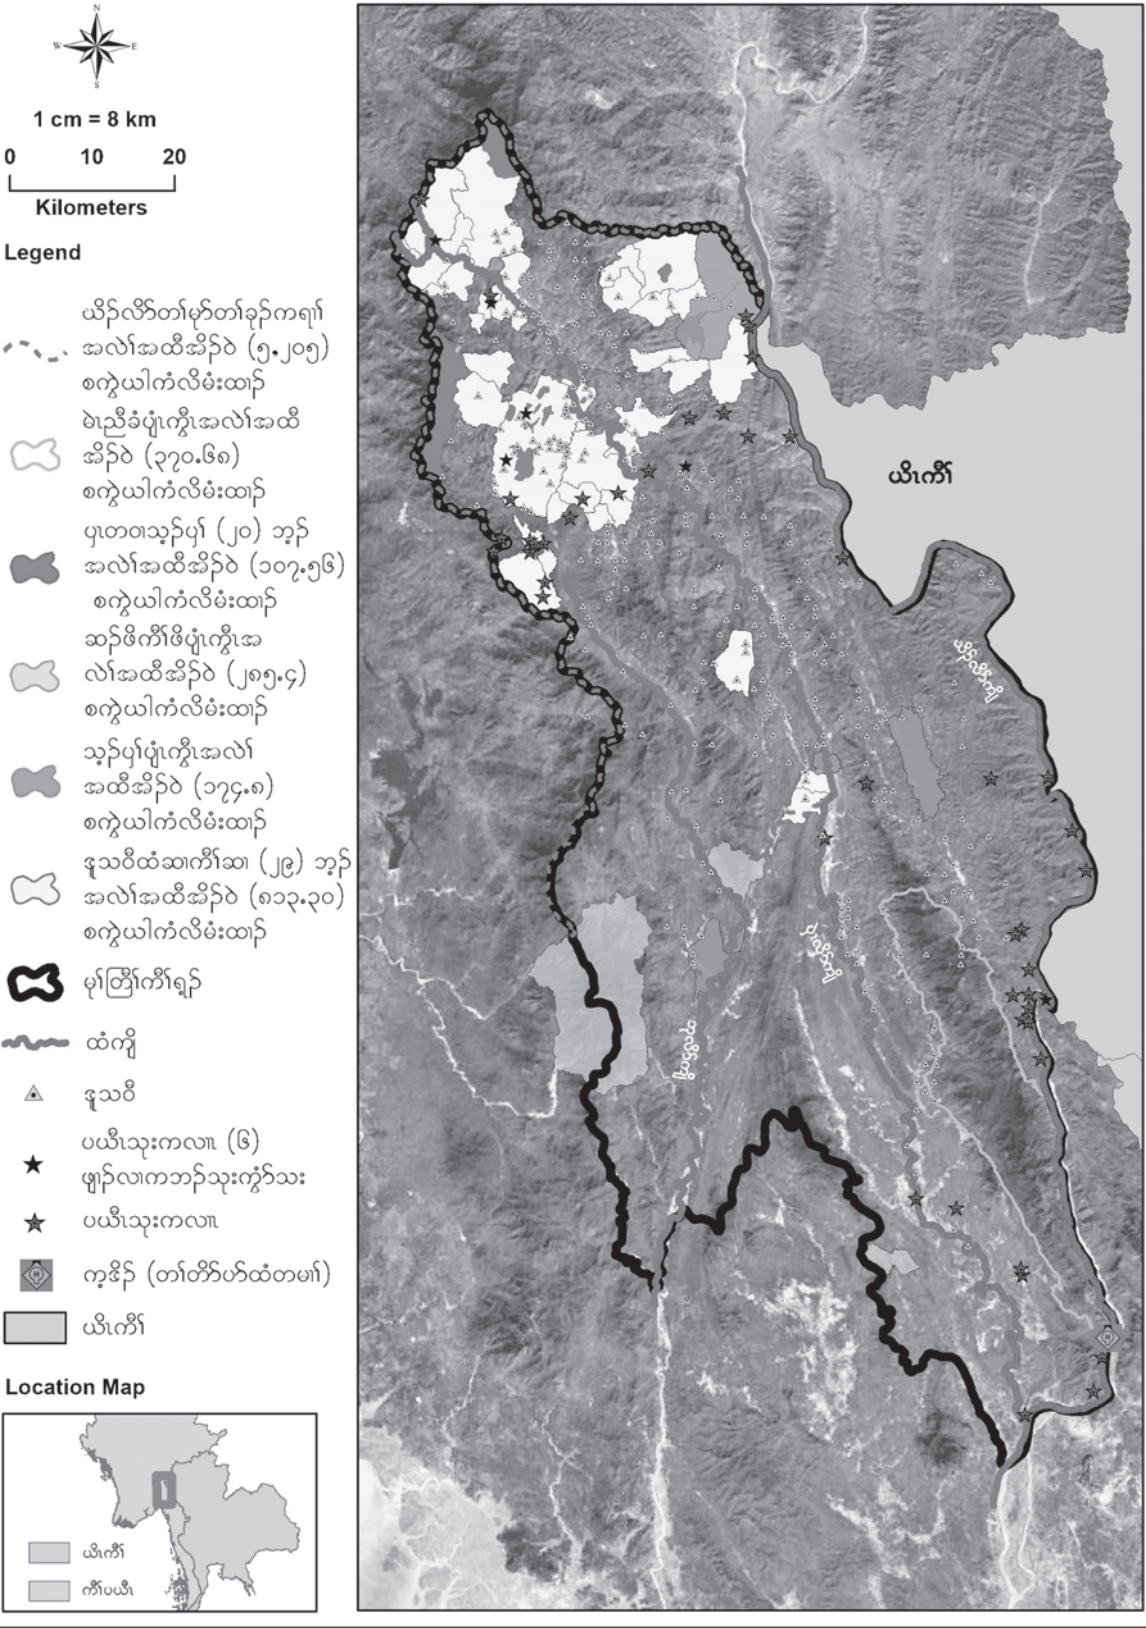 N
W E
S
1 cm = 8 km
0 10 20
Kilometers
Legend
ယိၣ်လိာ်တၢ်မုာ်တၢ်ခုၣ်ကရၢၢ်
အလဲၢ်အထီအိၣ်ဝဲ (၅.၂၀၅)
စကွဲယါကံလိမံးထၢၣ်
မဲၤညီခံပှၢ်ကွီၤအလဲၢ်အထီ
အိၣ်ဝဲ (၃၇၀.၆၈)
စကွဲယါကံလိမံးထၢၣ်
ပှၤတဝၢသ့ၣ်ပှၢ် (၂၀) ဘ့ၣ်
အလဲၢ်အထီအိၣ်ဝဲ (၁၀၇.၅၆)
စကွဲယါကံလိမံးထၢၣ်
ဆၣ်ဖိကီၢ်ဖိပှၢ်ကွီၤအ
လဲၢ်အထီအိၣ်ဝဲ (၂၈၅.၄)
စကွဲယါကံလိမံးထၢၣ်
သ့ၣ်ပှၢ်ပှၢ်ကွီၤအလဲၢ်
အထီအိၣ်ဝဲ (၁၇၄.၈)
စကွဲယါကံလိမံးထၢၣ်
ဒူသဝီထံဆၢကီၢ်ဆၢ (၂၉) ဘ့ၣ်
အလဲၢ်အထီအိၣ်ဝဲ (၈၁၃.၃၀)
စကွဲယါကံလိမံးထၢၣ်
မုၢ်တြီၢ်ကီၢ်ရ့ၣ်
ထံကျိ
ဒူသဝီ
ပယီၤသုးကလၢၤ (၆)
ဖျၢၣ်လၢကဘၣ်သုးကွံာ်သး
ပယီၤသုးကလၢၤ
က့ဒိၣ် (တၢ်တိာ်ပာ်ထံတမၢၢ်)
ယိၤကီၢ်
Location Map
ယိၤကီၢ်
ကီၢ်ပယီၤ
ယိၤကီၢ်
H